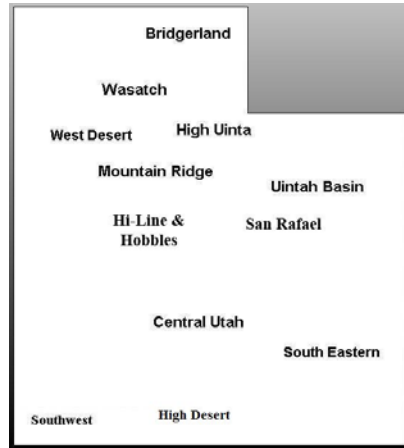 Bridgerland
Wasatch
High Uinta
West Desert
Mountain Ridge
Uintah Basin
Hi-Line &
Hobbles
San Rafael
Central Utah
South Eastern
High Desert
Southwest